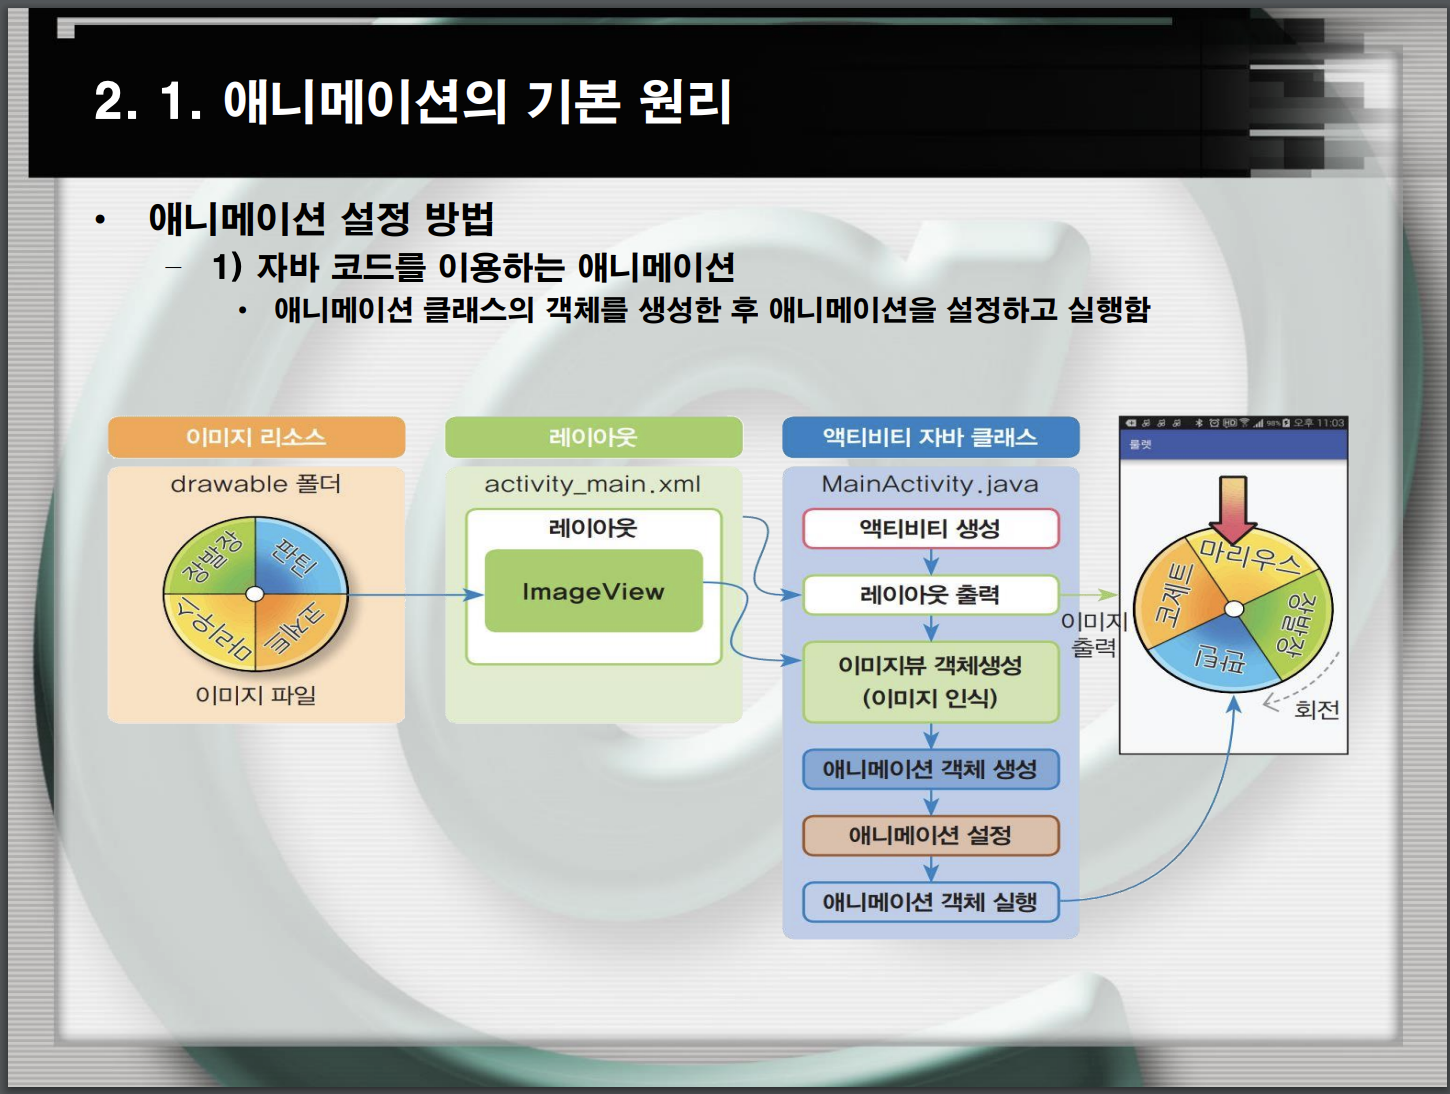 2. 1. 애니메이션의 기본 원리
• 애니메이션 설정 방법
– 1) 자바 코드를 이용하는 애니메이션
• 애니메이션 클래스의 객체를 생성한 후 애니메이션을 설정하고 실행함
이미지 리소스
drawable 폴더
장발장
판틴
마리우스
코제트
이미지 파일
레이아웃
activity_main.xml
레이아웃
ImageView
액티비티 자바 클래스
MainActivity.java
액티비티 생성
레이아웃 출력
이미지뷰 객체생성
(이미지 인식)
애니메이션 객체 생성
애니메이션 설정
애니메이션 객체 실행
이미지
출력
98% 오후 11:03
룰렛
마리우스
코제트
장발장
판틴
회전